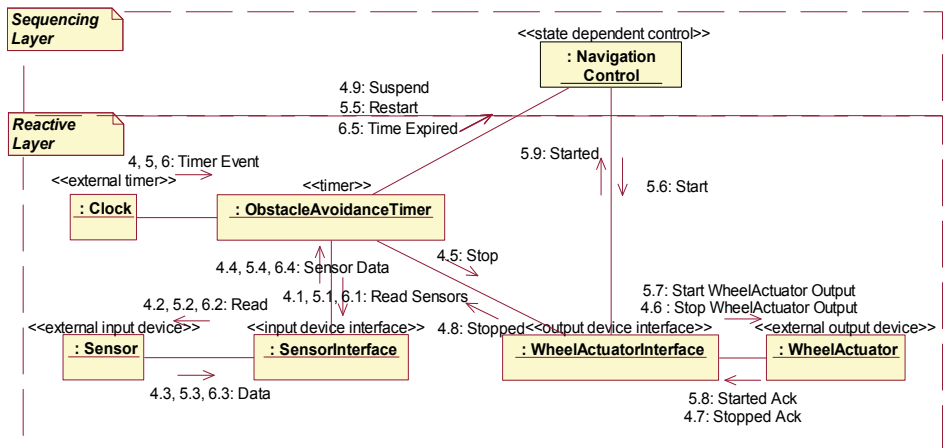 Sequencing
Layer
<<state dependent control>>
: Navigation
Control
4.9: Suspend
5.5: Restart
6.5: Time Expired
Reactive
Layer
4, 5, 6: Timer Event
<<external timer>>
: Clock
<<timer>>
: ObstacleAvoidanceTimer
5.9: Started
5.6: Start
4.5: Stop
4.4, 5.4, 6.4: Sensor Data
4.1, 5.1, 6.1: Read Sensors
4.2, 5.2, 6.2: Read
4.8: Stopped
5.7: Start WheelActuator Output
4.6 : Stop WheelActuator Output
<<external input device>>
: Sensor
<<input device interface>>
: SensorInterface
<<output device interface>>
: WheelActuatorInterface
<<external output device>>
: WheelActuator
4.3, 5.3, 6.3: Data
5.8: Started Ack
4.7: Stopped Ack